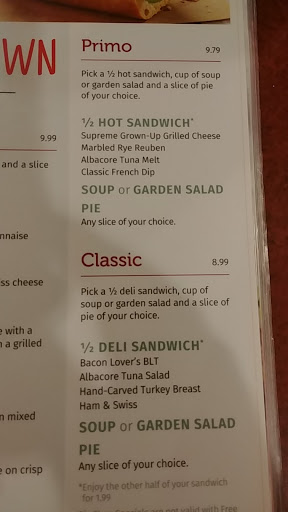 WN
9.99
and a slice
nnaise
ss cheese
e with a
n a grilled
n mixed
e on crisp
Primo 9.79
Pick a ½ hot sandwich, cup of soup
or garden salad and a slice of pie
of your choice.
½ HOT SANDWICH*
Supreme Grown-Up Grilled Cheese
Marbled Rye Reuben
Albacore Tuna Melt
Classic French Dip
SOUP or GARDEN SALAD
PIE
Any slice of your choice.
Classic 8.99
Pick a ½ deli sandwich, cup of
soup or garden salad and a slice of
pie of your choice.
½ DELI SANDWICH*
Bacon Lover's BLT
Albacore Tuna Salad
Hand-Carved Turkey Breast
Ham & Swiss
SOUP or GARDEN SALAD
PIE
Any slice of your choice.
*Enjoy the other half of your sandwich
for 1.99
are not valid with Free